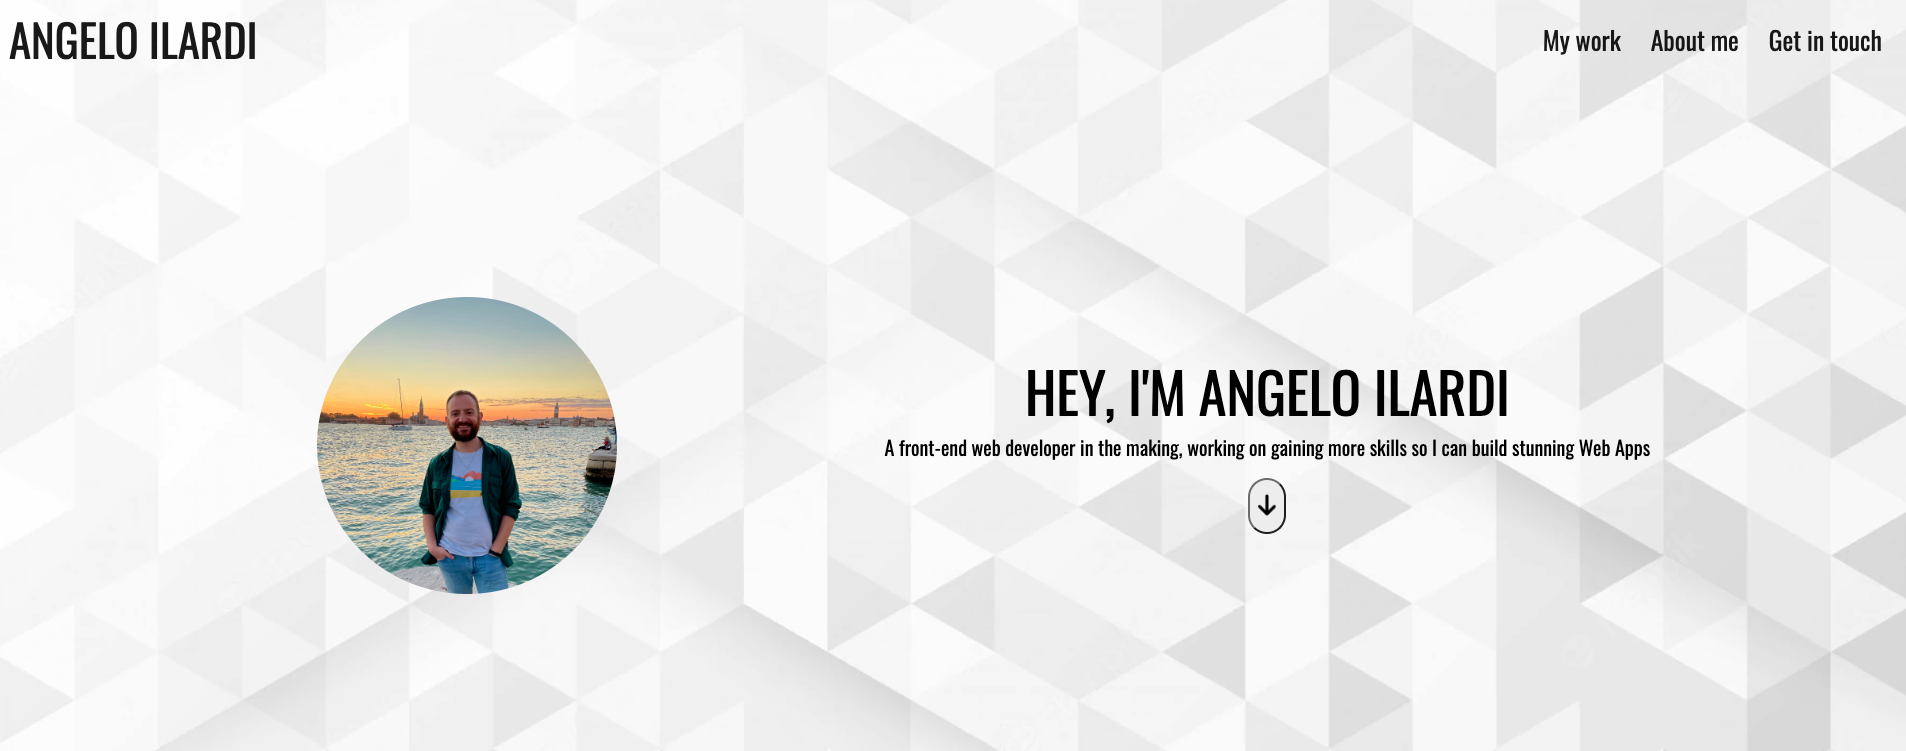 ANGELO ILARDI
My work About me Get in touch
HEY, I'M ANGELO ILARDI
A front-end web developer in the making, working on gaining more skills so I can build stunning Web Apps